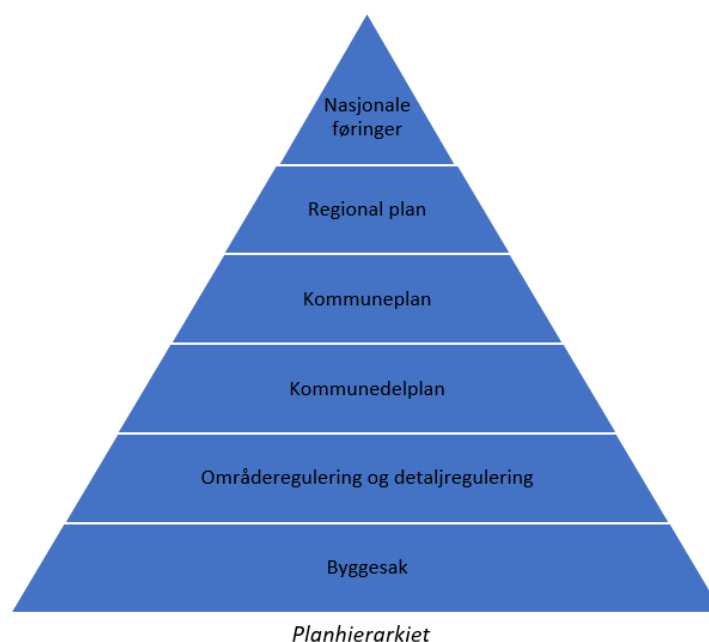 Nasjonale
føringer
Regional plan
Kommuneplan
Kommunedelplan
Områderegulering og detaljregulering
Byggesak
Planhierarkiet